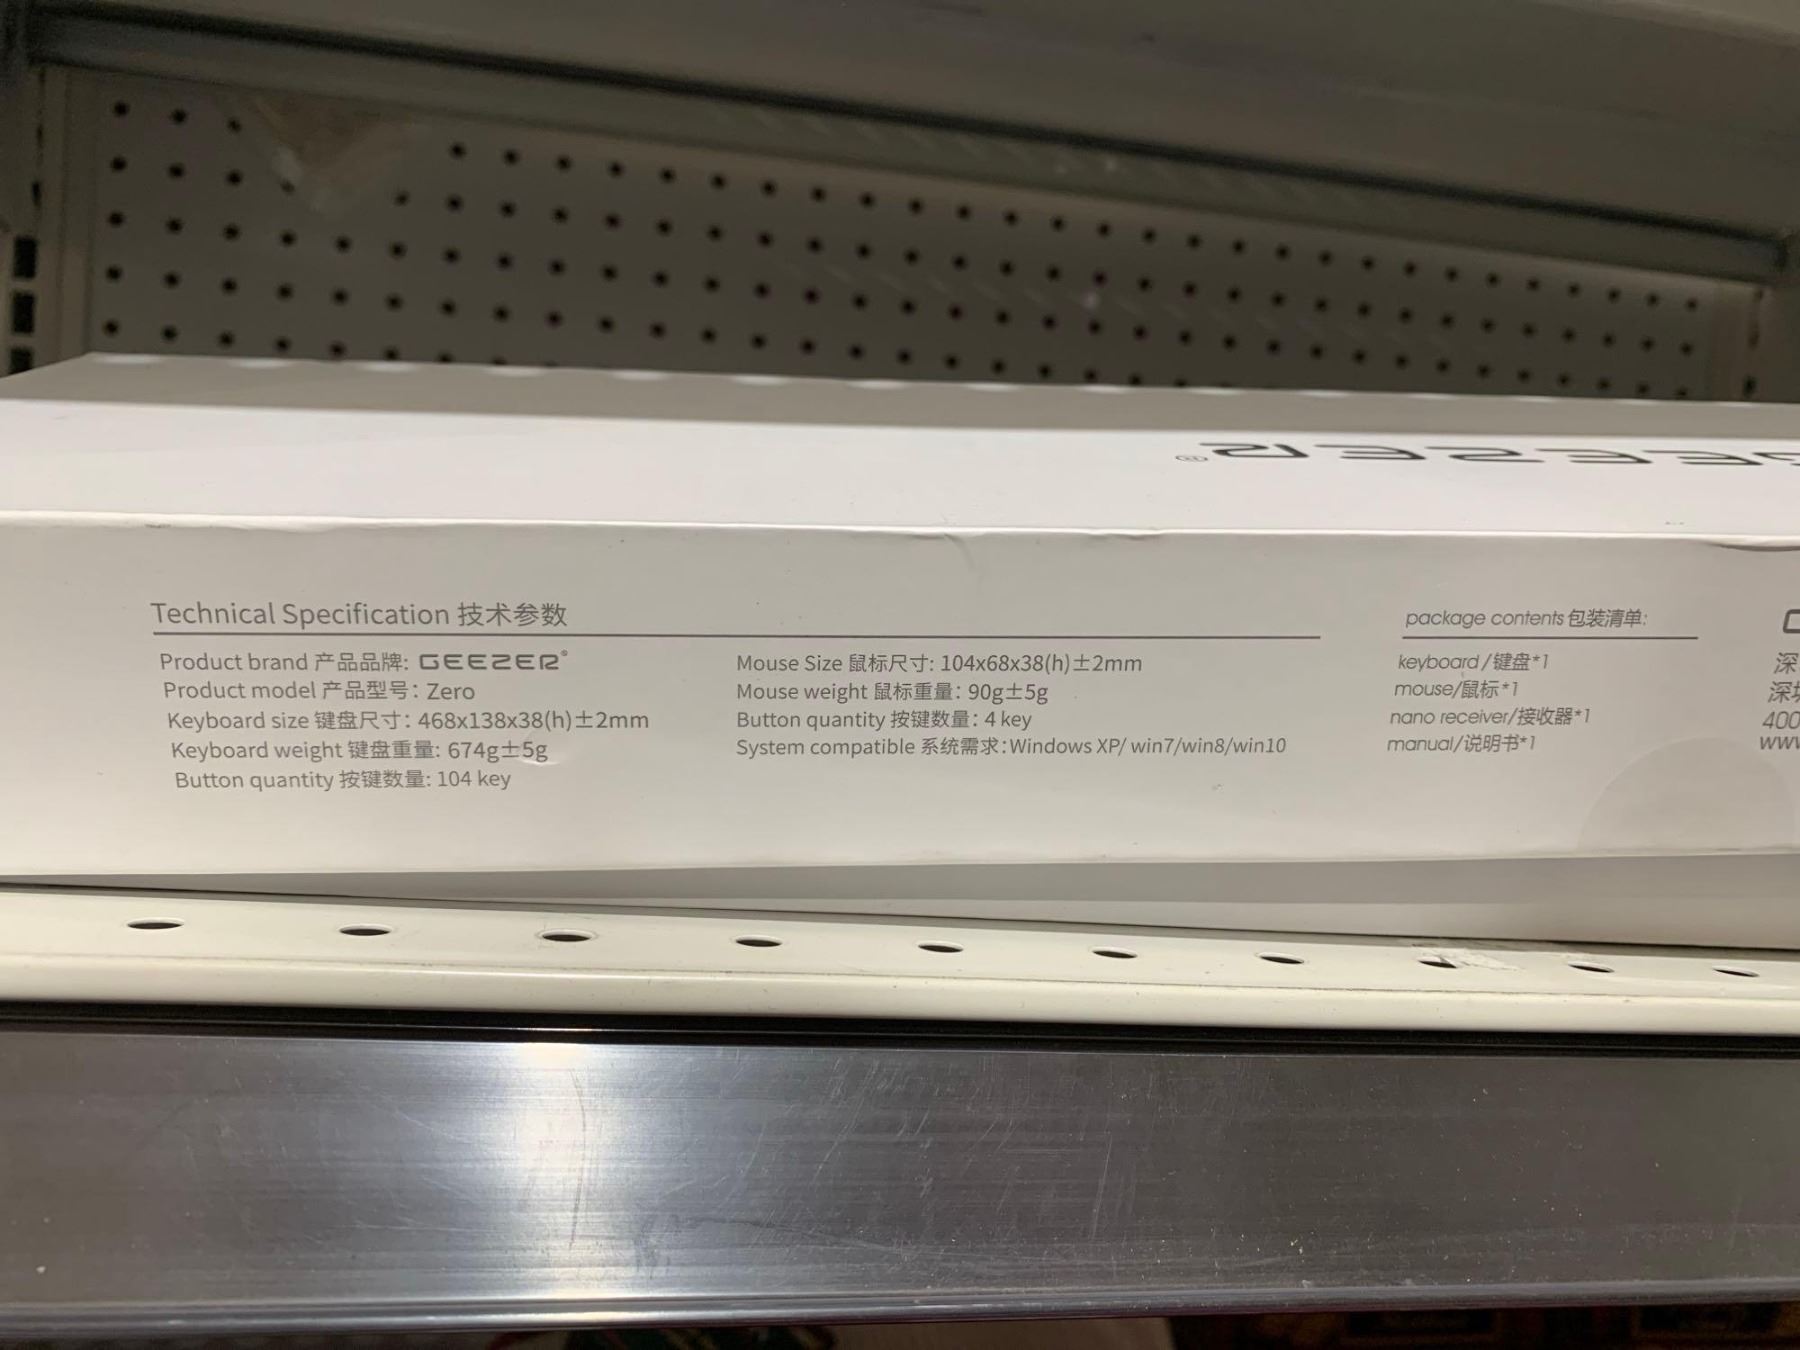 GEEZER®
Technical Specification 技术参数
Product brand 产品品牌: GEEZER®
Product model 产品型号: Zero
Keyboard size 键盘尺寸: 468x138x38(h)±2mm
Keyboard weight 键盘重量: 674g±5g
Button quantity 按键数量: 104 key
Mouse Size 鼠标尺寸: 104x68x38(h)±2mm
Mouse weight 鼠标重量: 90g±5g
Button quantity 按键数量: 4 key
System compatible 系统需求:Windows XP/ win7/win8/win10
package contents 包装清单:
keyboard/键盘*1
mouse/鼠标*1
nano receiver/接收器*1
manual/说明书*1
深
深圳
400
www